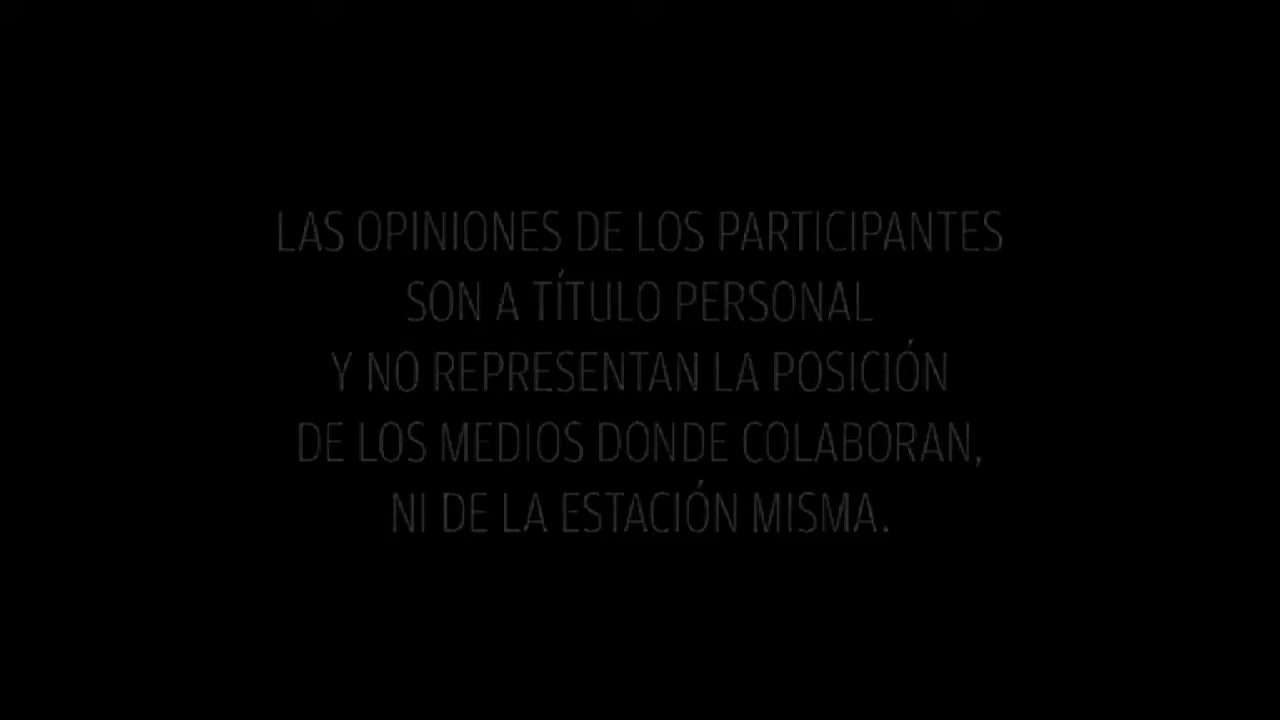 LAS OPINIONES DE LOS PARTICIPANTES
SON A TÍTULO PERSONAL
Y NO REPRESENTAN LA POSICIÓN
DE LOS MEDIOS DONDE COLABORAN,
NI DE LA ESTACIÓN MISMA.